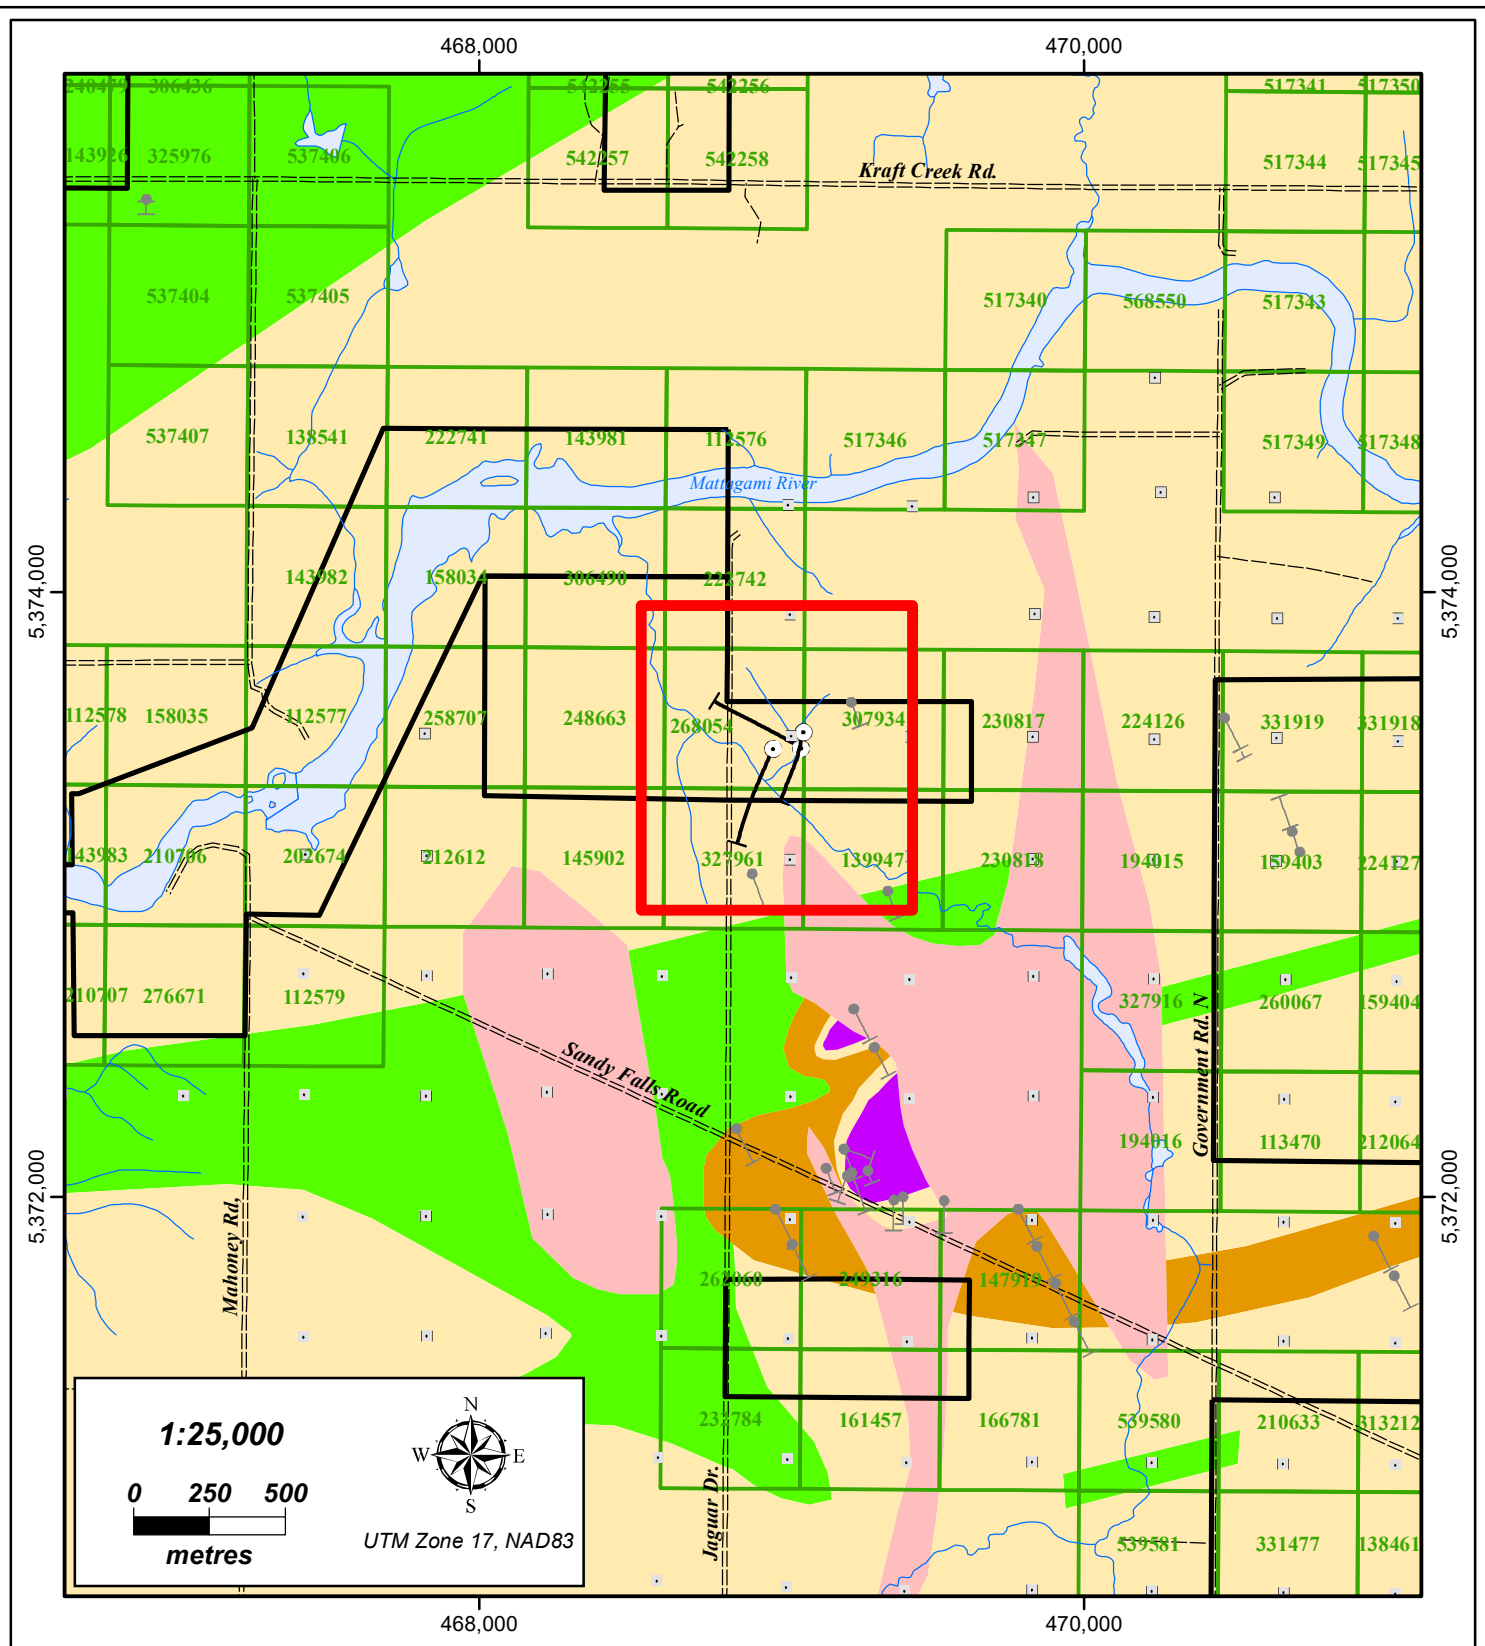 468,000 470,000
240479 306436 542255 542256 517341 517350
143926 325976 537406 542257 542258 517344 517345
Kraft Creek Rd.
537404 537405 517340 568550 517343
537407 138541 222741 143981 112576 517346 517347 517349 517348
Mattagami River
5,374,000 5,374,000
143982 158034 306490 222742
112578 158035 112577 258707 248663 268054 307934 230817 224126 331919 331918
143983 210706 202674 212612 145902 327961 139947 230818 194015 159403 224127
210707 276671 112579 327916 260067 159404
Sandy Falls Road
Government Rd. N
194016 113470 212064
5,372,000 5,372,000
Mahoney Rd,
262060 249316 147919
232784 161457 166781 539580 210633 313212
1:25,000
N
W E
S
0 250 500
metres
UTM Zone 17, NAD83
Jaguar Dr.
539581 331477 138461
468,000 470,000